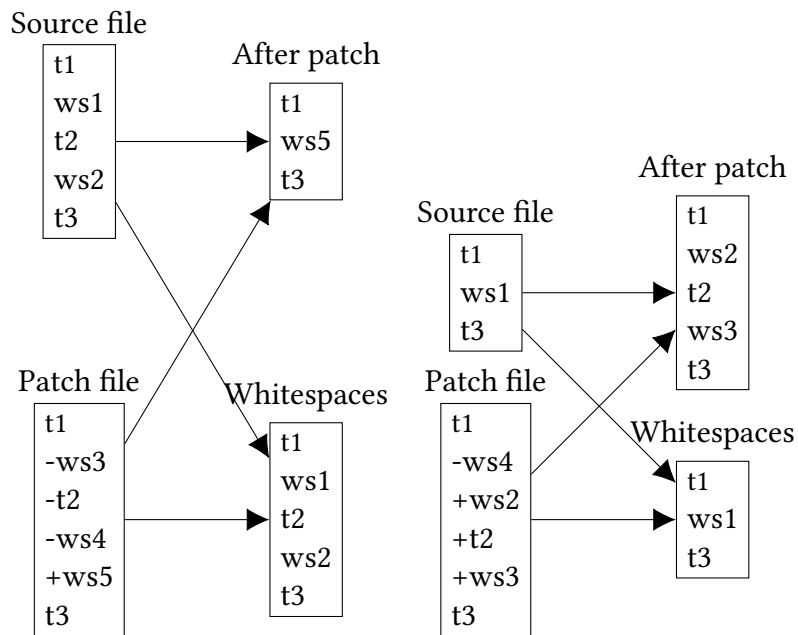 Source file
t1
ws1
t2
ws2
t3
After patch
t1
ws5
t3
Patch file
t1
-ws3
-t2
-ws4
+ws5
t3
Whitespaces
t1
ws1
t2
ws2
t3
Source file
t1
ws1
t3
After patch
t1
ws2
t2
ws3
t3
Patch file
t1
-ws4
+ws2
+t2
+ws3
t3
Whitespaces
t1
ws1
t3